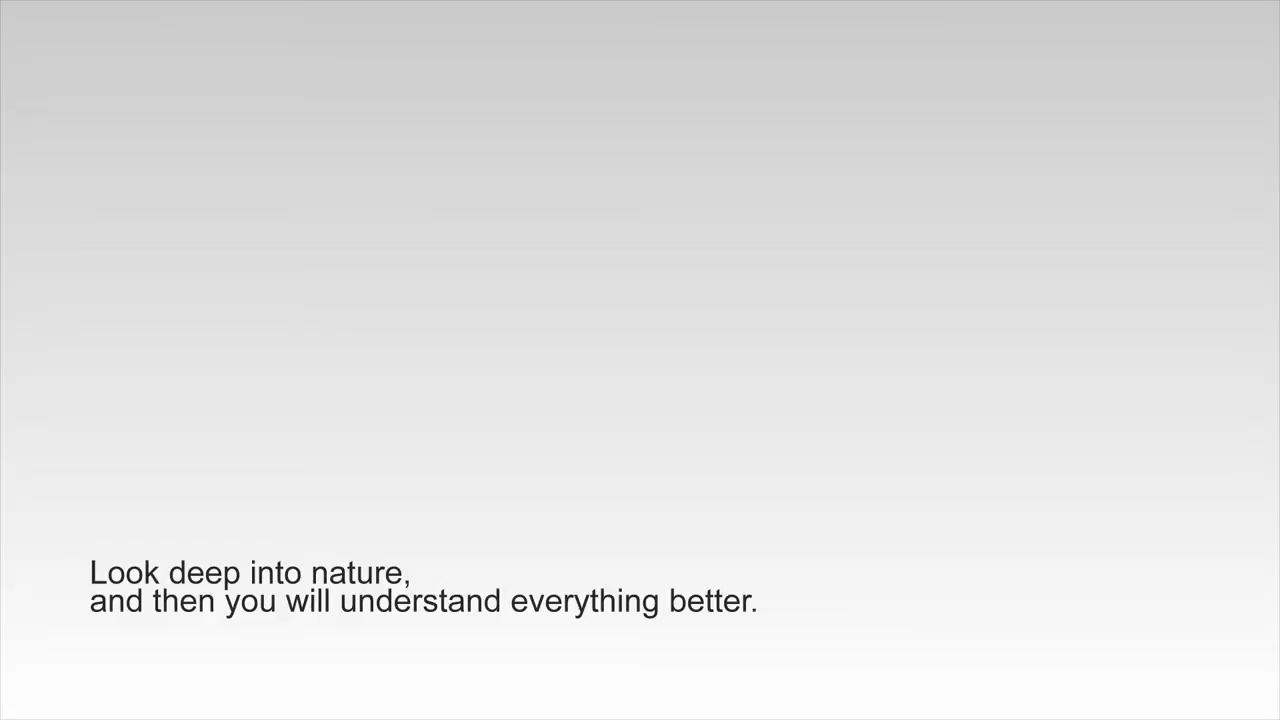 Look deep into nature,
and then you will understand everything better.